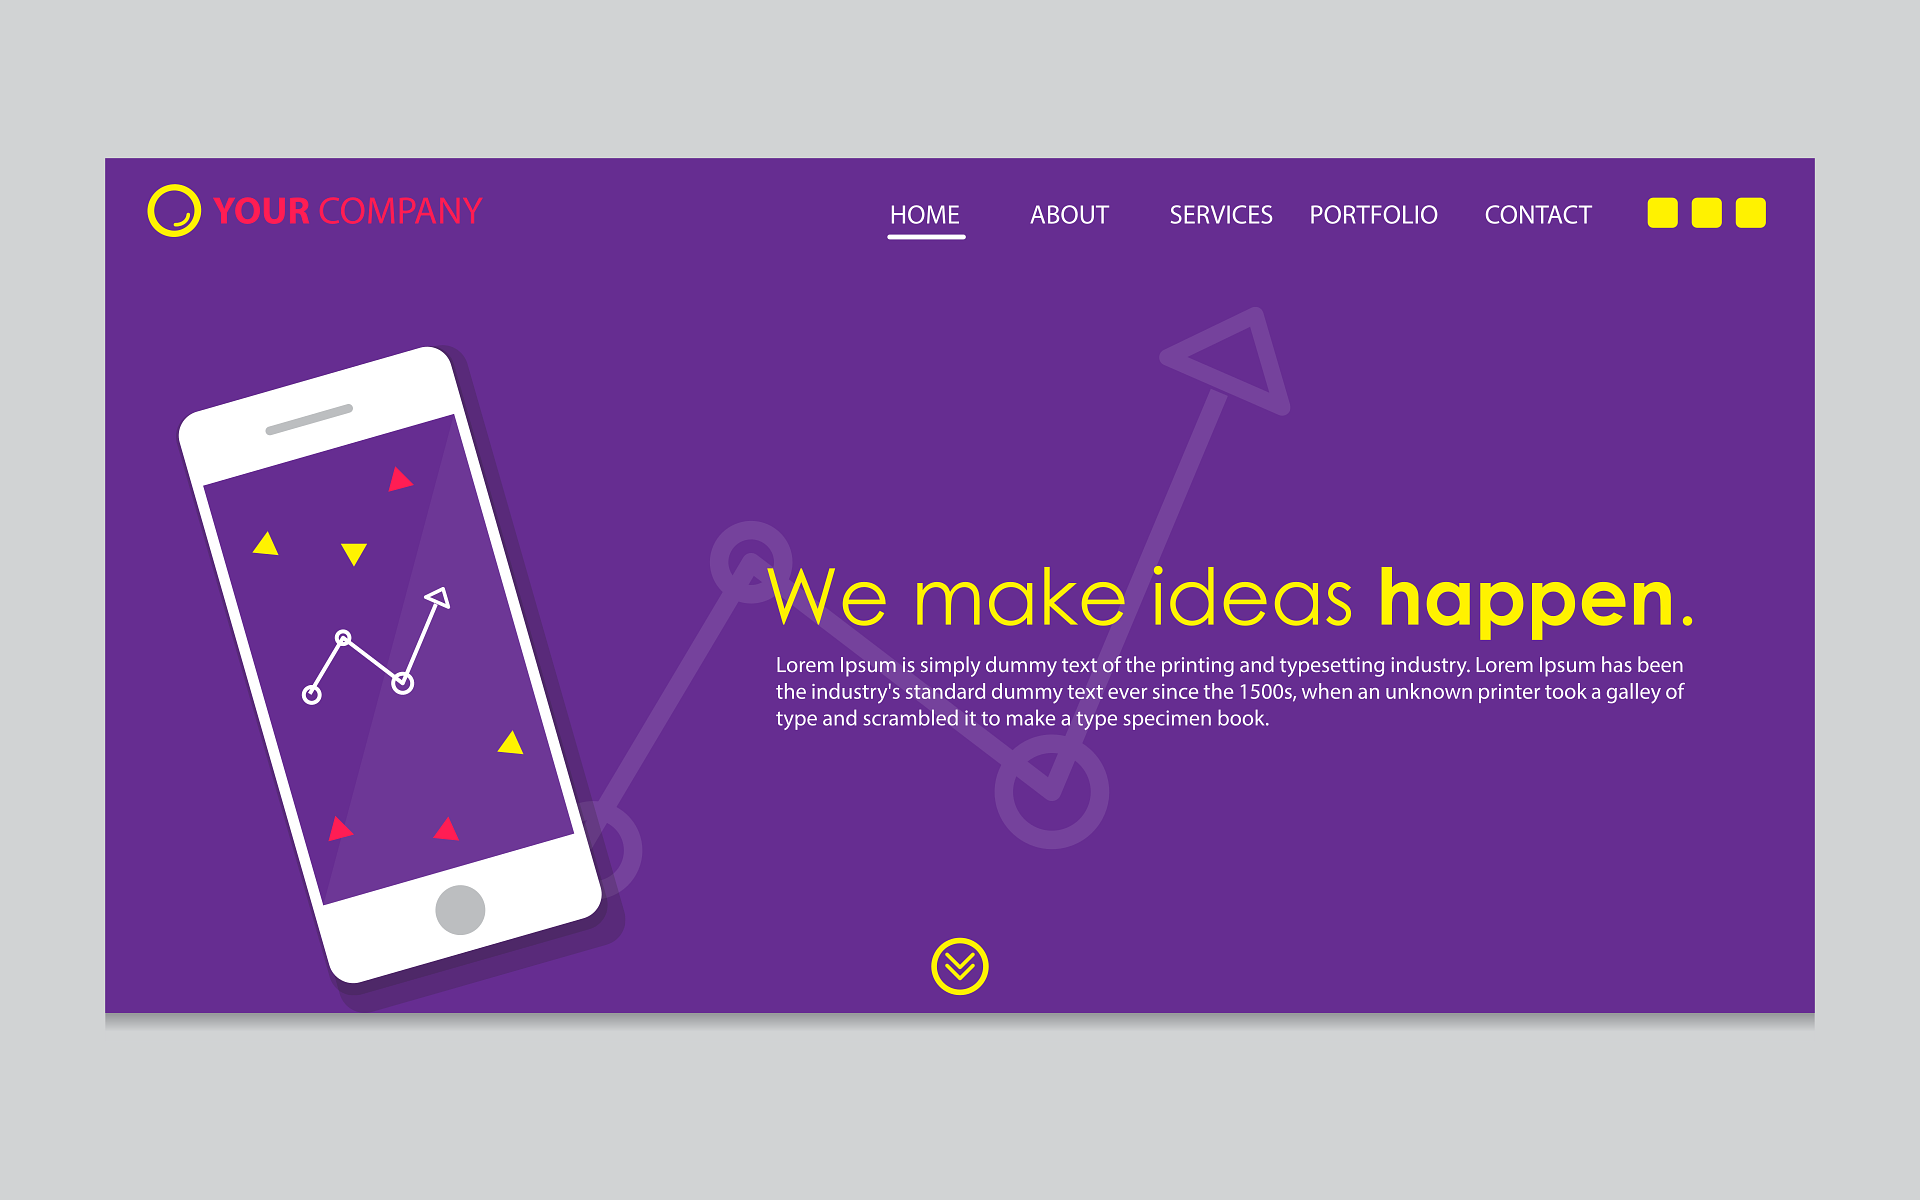 YOUR COMPANY
HOME ABOUT SERVICES PORTFOLIO CONTACT
We make ideas happen.
Lorem Ipsum is simply dummy text of the printing and typesetting industry. Lorem Ipsum has been
the industry's standard dummy text ever since the 1500s, when an unknown printer took a galley of
type and scrambled it to make a type specimen book.